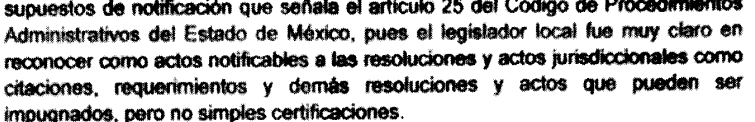 supuestos de notificación que señala el artículo 25 del Código de Procedimientos
Administrativos del Estado de México, pues el legislador local fue muy claro en
reconocer como actos notificables a las resoluciones y actos jurisdiccionales como
citaciones, requerimientos y demás resoluciones y actos que pueden ser
impugnados, pero no simples certificaciones.